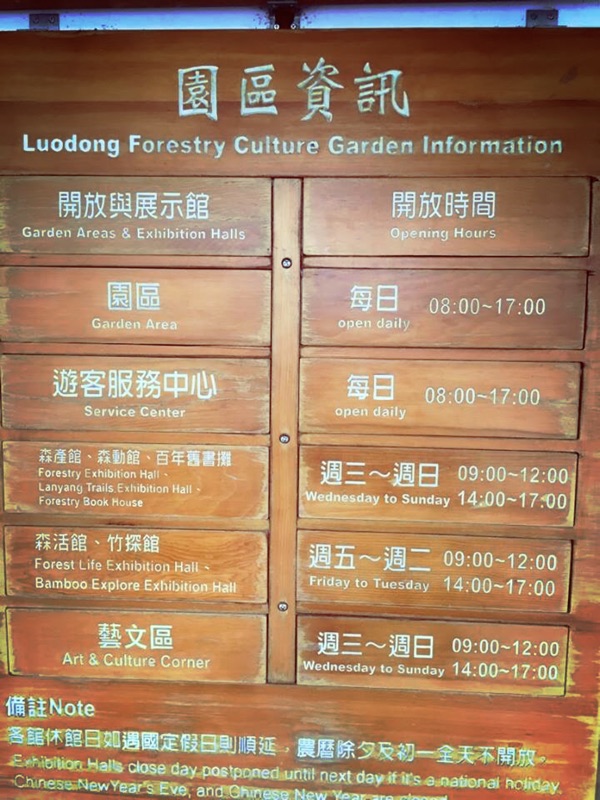 園區資訊
Luodong Forestry Culture Garden Information
開放與展示館
Garden Areas & Exhibition Halls
開放時間
Opening Hours
園區
Garden Area
每日 08:00~17:00
open daily
遊客服務中心
Service Center
每日 08:00~17:00
open daily
森產館、森動館、百年舊書攤
Forestry Exhibition Hall、
Lanyang Trails Exhibition Hall、
Forestry Book House
週三～週日 09:00~12:00
Wednesday to Sunday 14:00~17:00
森活館、竹探館
Forest Life Exhibition Hall、
Bamboo Explore Exhibition Hall
週五～週二 09:00~12:00
Friday to Tuesday 14:00~17:00
藝文區
Art & Culture Corner
週三～週日 09:00~12:00
Wednesday to Sunday 14:00~17:00
備註Note
各館休館日如遇國定假日則順延，農曆除夕及初一全天不開放。
Exhibition Halls close day postponed until next day if it's a national holiday,
Chinese NewYear's Eve, and Chinese New Year are